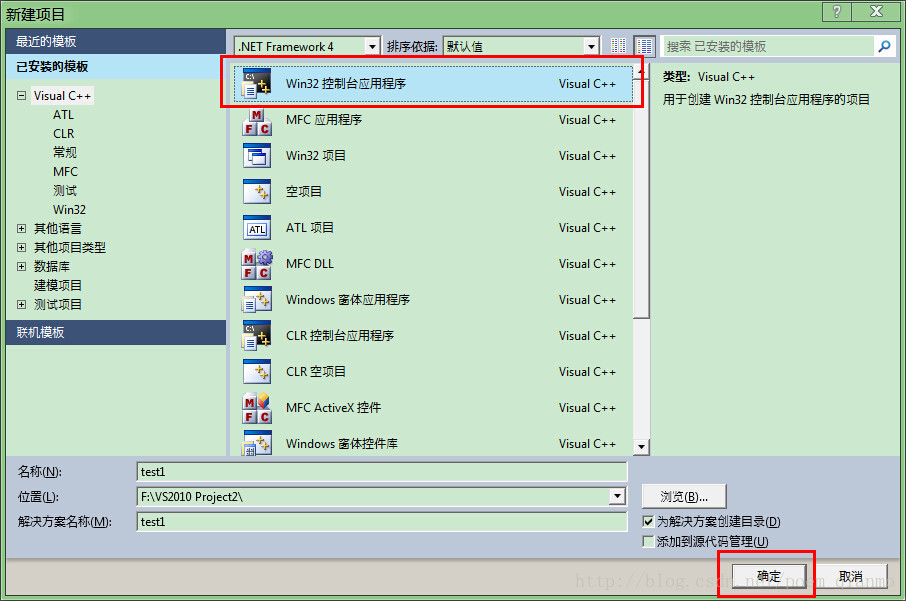 新建项目
最近的模板
已安装的模板
Visual C++
ATL
CLR
常规
MFC
测试
Win32
其他语言
其他项目类型
数据库
建模项目
测试项目
联机模板
.NET Framework 4 排序依据: 默认值
搜索 已安装的模板
Win32 控制台应用程序 Visual C++
MFC 应用程序 Visual C++
Win32 项目 Visual C++
空项目 Visual C++
ATL 项目 Visual C++
MFC DLL Visual C++
Windows 窗体应用程序 Visual C++
CLR 控制台应用程序 Visual C++
CLR 空项目 Visual C++
MFC ActiveX 控件 Visual C++
Windows 窗体控件库 Visual C++
类型: Visual C++
用于创建 Win32 控制台应用程序的项目
名称(N): test1
位置(L): F:\VS2010 Project2\ 浏览(B)...
解决方案名称(M): test1
为解决方案创建目录(D)
添加到源代码管理(U)
确定 取消